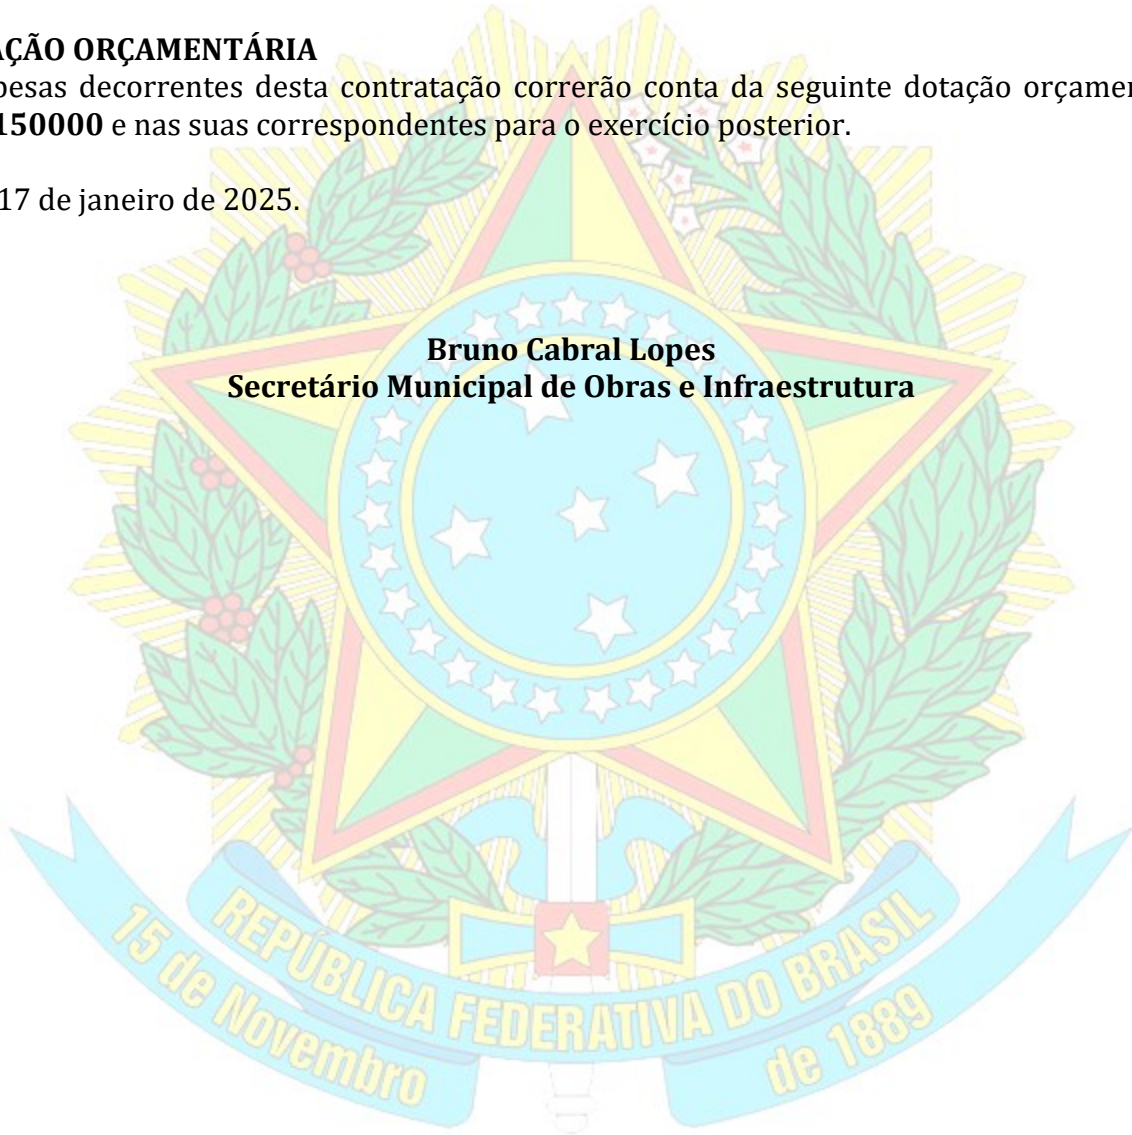 AÇÃO ORÇAMENTÁRIA
pesas decorrentes desta contratação correrão conta da seguinte dotação orçamen
150000 e nas suas correspondentes para o exercício posterior.
17 de janeiro de 2025.
Bruno Cabral Lopes
Secretário Municipal de Obras e Infraestrutura
REPÚBLICA FEDERATIVA DO BRASIL
15 de Novembro de 1889